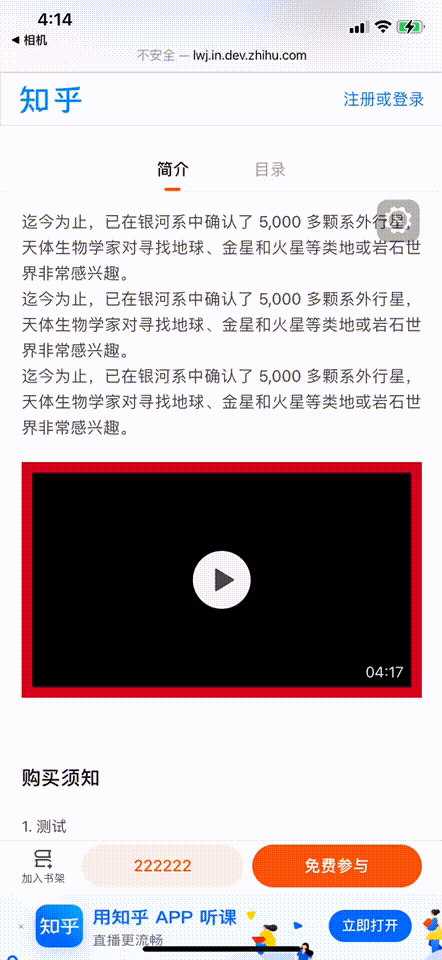 4:14
◀ 相机
不安全 — lwj.in.dev.zhihu.com
知乎
注册或登录
简介
目录
迄今为止，已在银河系中确认了 5,000 多颗系外行星，
天体生物学家对寻找地球、金星和火星等类地或岩石世
界非常感兴趣。
迄今为止，已在银河系中确认了 5,000 多颗系外行星，
天体生物学家对寻找地球、金星和火星等类地或岩石世
界非常感兴趣。
迄今为止，已在银河系中确认了 5,000 多颗系外行星，
天体生物学家对寻找地球、金星和火星等类地或岩石世
界非常感兴趣。
04:17
购买须知
1. 测试
加入书架
222222
免费参与
×
知乎
用知乎 APP 听课
直播更流畅
立即打开